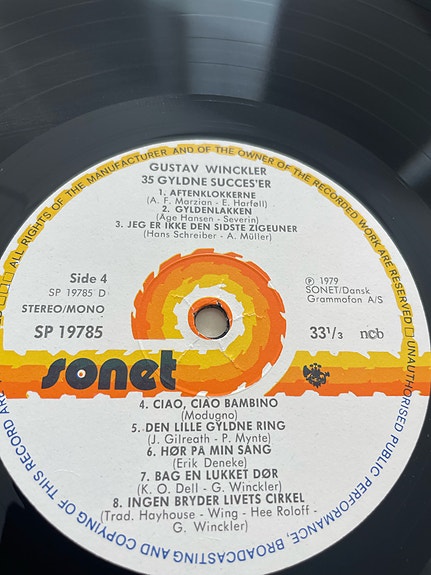 ALL RIGHTS OF THE MANUFACTURER AND OF THE OWNER OF THE RECORDED WORK ARE RESERVED
UNAUTHORISED PUBLIC PERFORMANCE, BROADCASTING AND COPYING OF THIS RECORD
GUSTAV WINCKLER
35 GYLDNE SUCCES'ER
1. AFTENKLOKKERNE
(A. F. Marzian - E. Harfell)
2. GYLDENLAKKEN
(Åge Hansen - Severin)
3. JEG ER IKKE DEN SIDSTE ZIGEUNER
(Hans Schreiber - A. Müller)
Side 4
SP 19785 D
STEREO/MONO
SP 19785
℗ 1979
SONET/Dansk
Grammofon A/S
33 1/3 ncb
sonet
4. CIAO, CIAO BAMBINO
(Modugno)
5. DEN LILLE GYLDNE RING
(J. Gilreath - P. Mynte)
6. HØR PÅ MIN SANG
(Erik Deneke)
7. BAG EN LUKKET DØR
(K. O. Dell - G. Winckler)
8. INGEN BRYDER LIVETS CIRKEL
(Trad. Hayhouse - Wing - Hee Roloff -
G. Winckler)